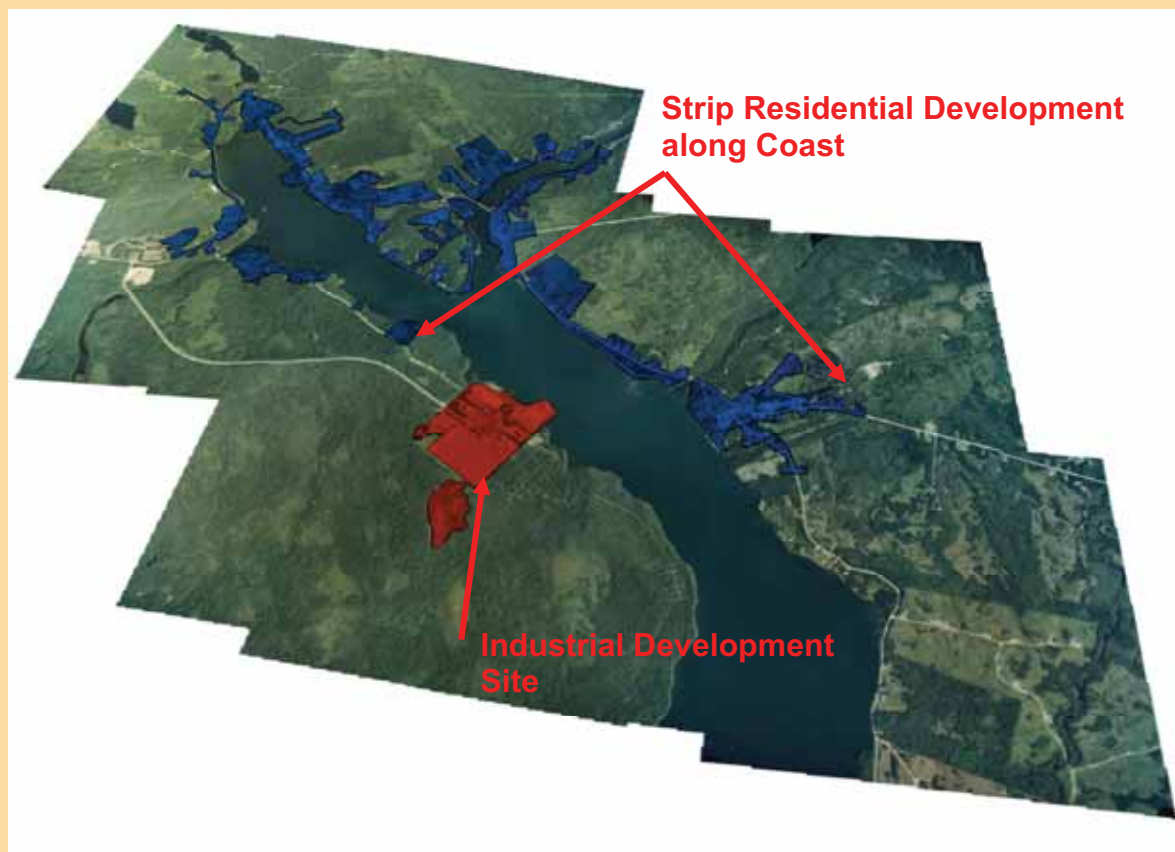 Strip Residential Development
along Coast
Industrial Development
Site